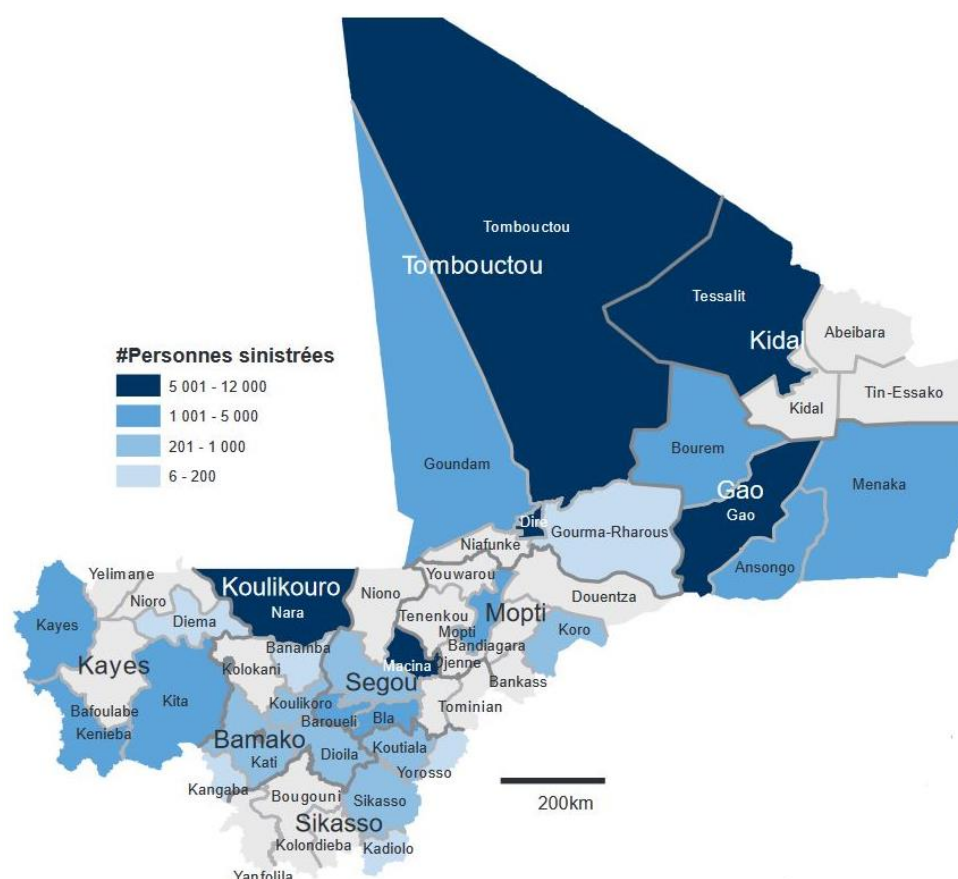 Tombouctou
Tombouctou
Tessalit
Kidal
Abeibara
#Personnes sinistrées
5 001 - 12 000
1 001 - 5 000
201 - 1 000
6 - 200
Kidal
Tin-Essako
Goundam
Bourem
Menaka
Gao
Gao
Dire
Gourma-Rharous
Niafunke
Ansongo
Yelimane
Nioro
Diema
Koulikouro
Nara
Niono
Youwarou
Douentza
Kayes
Tenenkou
Mopti
Mopti
Koro
Kayes
Kolokani
Banamba
Macina
Djenne
Bandiagara
Bankass
Segou
Kita
Bafoulabe
Kenieba
Koulikoro
Baroueli
Bla
Tominian
Bamako
Kati
Dioila
Koutiala
Yorosso
Kangaba
Bougouni
Sikasso
Sikasso
Kolondieba
Kadiolo
Yanfolila
200km